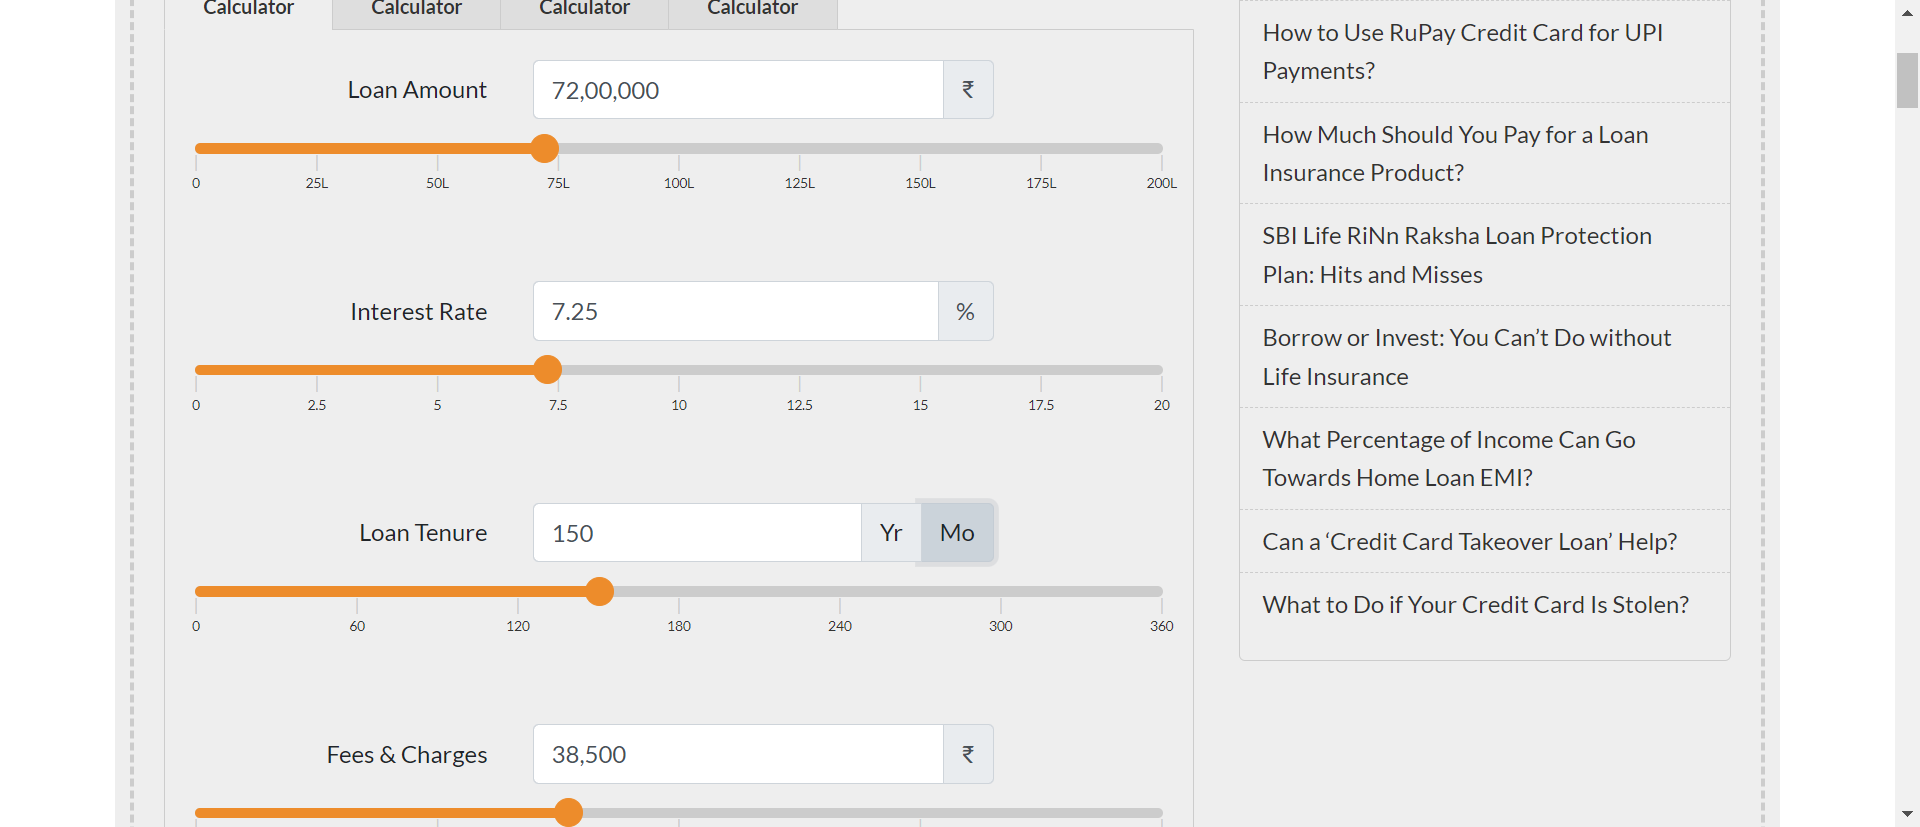 Calculator Calculator Calculator Calculator
Loan Amount 72,00,000 ₹
0 25L 50L 75L 100L 125L 150L 175L 200L
Interest Rate 7.25 %
0 2.5 5 7.5 10 12.5 15 17.5 20
Loan Tenure 150 Yr Mo
0 60 120 180 240 300 360
Fees & Charges 38,500 ₹
How to Use RuPay Credit Card for UPI
Payments?
How Much Should You Pay for a Loan
Insurance Product?
SBI Life RiNn Raksha Loan Protection
Plan: Hits and Misses
Borrow or Invest: You Can’t Do without
Life Insurance
What Percentage of Income Can Go
Towards Home Loan EMI?
Can a ‘Credit Card Takeover Loan’ Help?
What to Do if Your Credit Card Is Stolen?